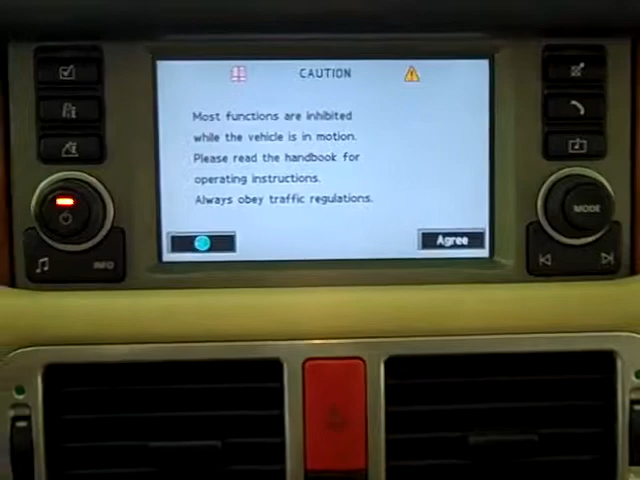 CAUTION
Most functions are inhibited
while the vehicle is in motion.
Please read the handbook for
operating instructions.
Always obey traffic regulations.
Agree
MODE
INFO